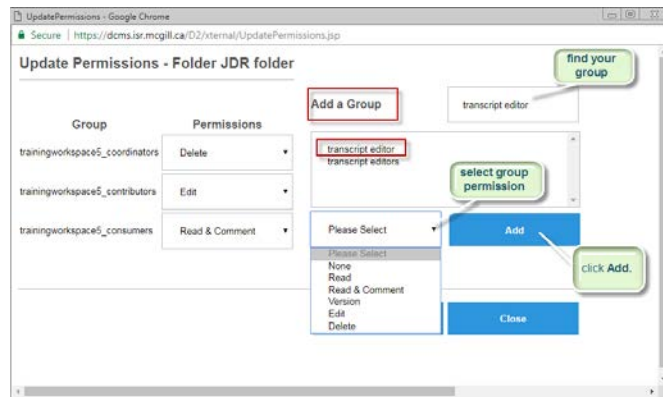 UpdatePermissions - Google Chrome
Secure | https://dcms.isr.mcgill.ca/D2/xternal/UpdatePermissions.jsp
Update Permissions - Folder JDR folder
find your
group
Add a Group
transcript editor
Group Permissions
trainingworkspace5_coordinators Delete
transcript editor
transcript editors
select group
permission
trainingworkspace5_contributors Edit
trainingworkspace5_consumers Read & Comment
Please Select
Add
click Add.
Please Select
None
Read
Read & Comment
Version
Edit
Delete
Close